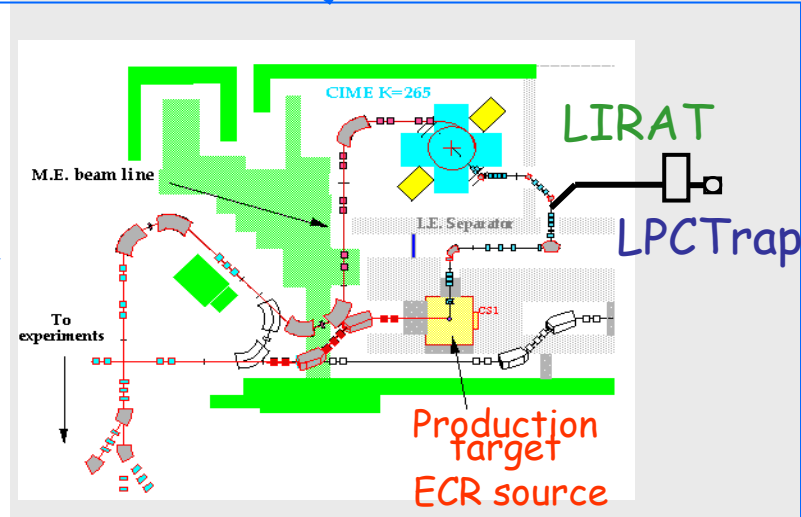 CIME K=265
LIRAT
M.E. beam line
I.E. Separator
LPCTrap
CS1
To
experiments
Production
target
ECR source